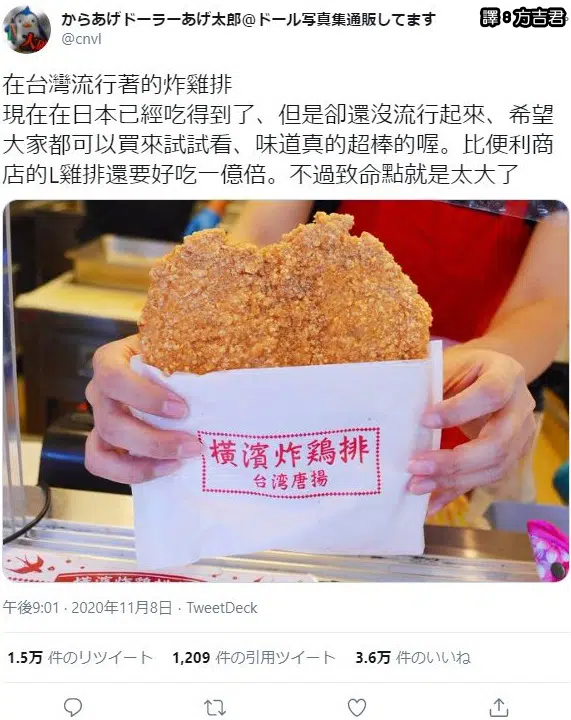 からあげドーラーあげ太郎@ドール写真集通販してます
@cnvl
譯8方吉君
在台灣流行著的炸雞排
現在在日本已經吃得到了、但是卻還沒流行起來、希望
大家都可以買來試試看、味道真的超棒的喔。比便利商
店的L雞排還要好吃一億倍。不過致命點就是太大了
橫濱炸鶏排
台湾唐揚
橫濱炸鶏排
午後9:01 · 2020年11月8日 · TweetDeck
1.5万 件のリツイート 1,209 件の引用ツイート 3.6万 件のいいね